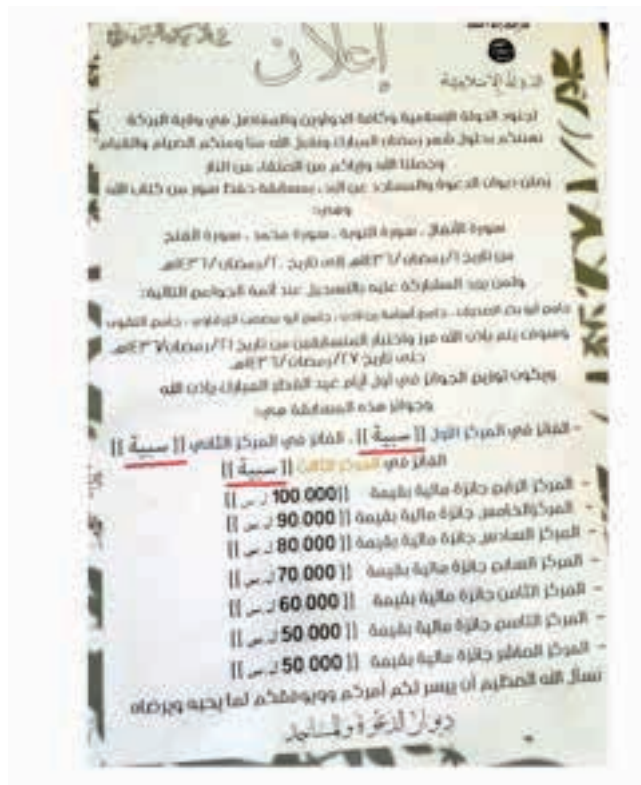 إعلان
الدولة الإسلامية
لجنود الدولة الإسلامية وكافة الدواوين والمفاصل في ولاية البركة
نهنئكم بحلول شهر رمضان المبارك وتقبل الله منا ومنكم الصيام والقيام
وجعلنا الله وإياكم من العتقاء من النار
يعلن ديوان الدعوة والمساجد عن البدء بمسابقة حفظ سور من كتاب الله
وهي:
سورة الأنفال ـ سورة التوبة ـ سورة محمد ـ سورة الفتح
من تاريخ ١/رمضان/١٤٣٦هـ إلى تاريخ ٢٠/رمضان/١٤٣٦هـ
ولمن يود المشاركة عليه بالتسجيل عند أئمة الجوامع التالية:
جامع أبو بكر الصديق ـ جامع أسامة بن لادن ـ جامع أبو مصعب الزرقاوي ـ جامع التقوى
وسوف يتم بإذن الله فرز واختبار المتسابقين من تاريخ ٢١/رمضان/١٤٣٦هـ
حتى تاريخ ٢٧/رمضان/١٤٣٦هـ
ويكون توزيع الجوائز في أول أيام عيد الفطر المبارك بإذن الله
وجوائز هذه المسابقة هي:
- الفائز في المركز الأول || سبية || ـ الفائز في المركز الثاني || سبية ||
الفائز في المركز الثالث || سبية ||
- المركز الرابع جائزة مالية بقيمة || 100.000 ل.س ||
- المركز الخامس جائزة مالية بقيمة || 90.000 ل.س ||
- المركز السادس جائزة مالية بقيمة || 80.000 ل.س ||
- المركز السابع جائزة مالية بقيمة || 70.000 ل.س ||
- المركز الثامن جائزة مالية بقيمة || 60.000 ل.س ||
- المركز التاسع جائزة مالية بقيمة || 50.000 ل.س ||
- المركز العاشر جائزة مالية بقيمة || 50.000 ل.س ||
نسأل الله العظيم أن ييسر لكم أمركم ويوفقكم لما يحبه ويرضاه
ديوان الدعوة والمساجد